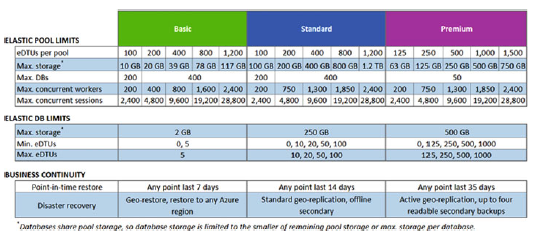 Basic Standard Premium
IELASTIC POOL LIMITS
eDTUs per pool 100 200 400 800 1,200 100 200 400 800 1,200 125 250 500 1,000 1,500
Max. storage* 10 GB 20 GB 39 GB 78 GB 117 GB 100 GB 200 GB 400 GB 800 GB 1.2 TB 63 GB 125 GB 250 GB 500 GB 750 GB
Max. DBs 200 400 200 400 50
Max. concurrent workers 200 400 800 1,600 2,400 200 750 1,300 1,850 2,400 200 750 1,300 1,850 2,400
Max. concurrent sessions 2,400 4,800 9,600 19,200 28,800 2,400 4,800 9,600 19,200 28,800 2,400 4,800 9,600 19,200 28,800
IELASTIC DB LIMITS
Max. storage* 2 GB 250 GB 500 GB
Min. eDTUs 0, 5 0, 10, 20, 50, 100 0, 125, 250, 500, 1000
Max. eDTUs 5 10, 20, 50, 100 125, 250, 500, 1000
IBUSINESS CONTINUITY
Point-in-time restore Any point last 7 days Any point last 14 days Any point last 35 days
Disaster recovery Geo-restore, restore to any Azure region Standard geo-replication, offline secondary Active geo-replication, up to four readable secondary backups
*Databases share pool storage, so database storage is limited to the smaller of remaining pool storage or max. storage per database.